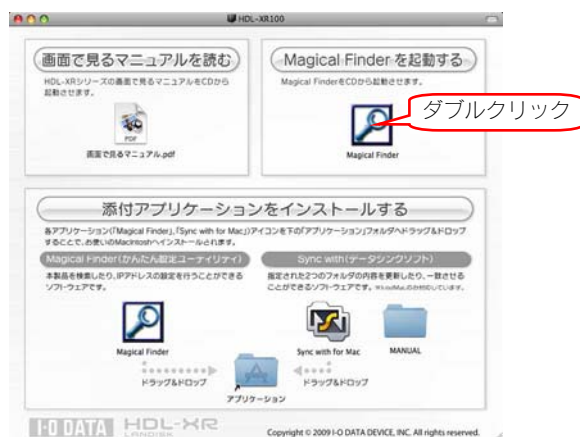 HDL-XR100
画面で見るマニュアルを読む
HDL-XRシリーズの画面で見るマニュアルをCDから
起動させます。
PDF
画面で見るマニュアル.pdf
Magical Finder を起動する
Magical FinderをCDから起動させます。
Magical Finder
ダブルクリック
添付アプリケーションをインストールする
各アプリケーション(「Magical Finder」、「Sync with for Mac」)アイコンを下の「アプリケーション」フォルダへドラッグ&ドロップ
することで、お使いのMacintoshへインストールされます。
Magical Finder(かんたん設定ユーティリティ)
本製品を検索したり、IPアドレスの設定を行うことができる
ソフトウェアです。
Magical Finder
ドラッグ&ドロップ
Sync with(データシンクソフト)
指定された2つのフォルダの内容を更新したり、一致させる
ことができるソフトウェアです。
Sync with for Mac
MANUAL
ドラッグ&ドロップ
アプリケーション
I-O DATA
HDL-XR
LANDISK
Copyright © 2009 I-O DATA DEVICE, INC. All rights reserved.